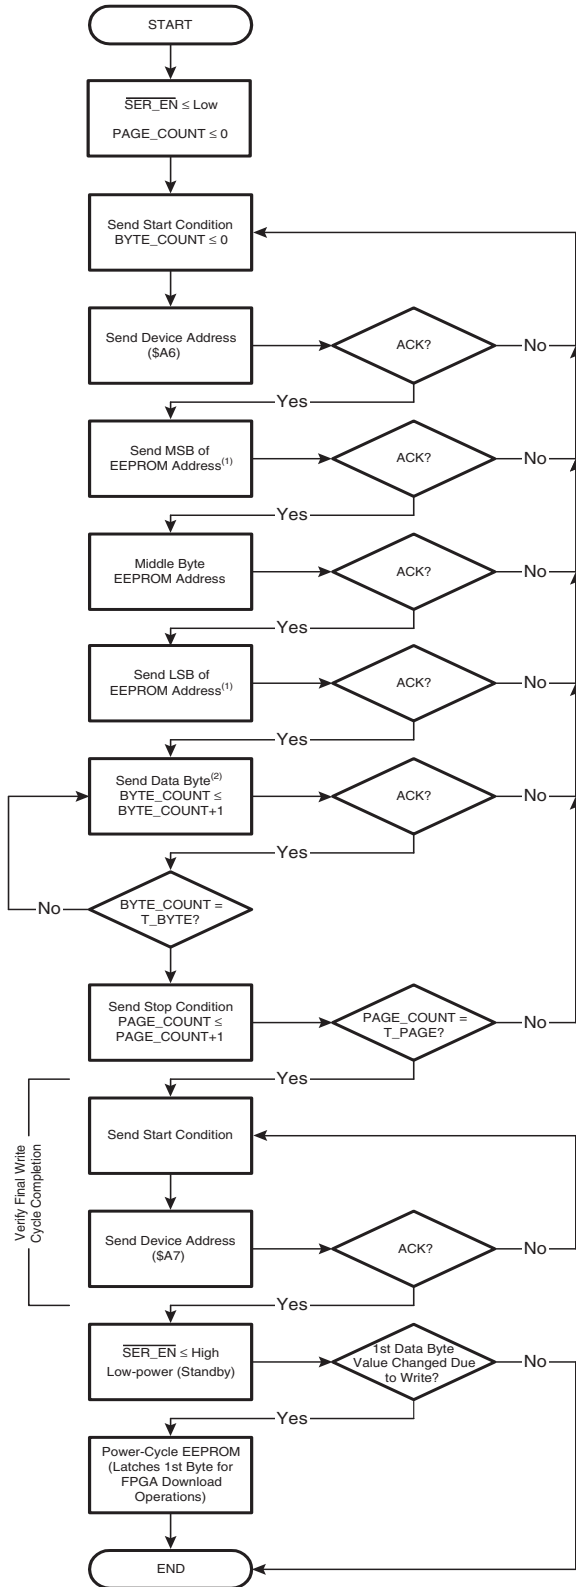 START
SER_EN ≤ Low
PAGE_COUNT ≤ 0
Send Start Condition
BYTE_COUNT ≤ 0
Send Device Address
($A6)
ACK?
No
Yes
Send MSB of
EEPROM Address(1)
ACK?
No
Yes
Middle Byte
EEPROM Address
ACK?
No
Yes
Send LSB of
EEPROM Address(1)
ACK?
No
Yes
Send Data Byte(2)
BYTE_COUNT ≤
BYTE_COUNT+1
ACK?
No
Yes
BYTE_COUNT =
T_BYTE?
No
Send Stop Condition
PAGE_COUNT ≤
PAGE_COUNT+1
PAGE_COUNT =
T_PAGE?
No
Yes
Verify Final Write
Cycle Completion
Send Start Condition
Send Device Address
($A7)
ACK?
No
Yes
SER_EN ≤ High
Low-power (Standby)
1st Data Byte
Value Changed Due
to Write?
No
Yes
Power-Cycle EEPROM
(Latches 1st Byte for
FPGA Download
Operations)
END